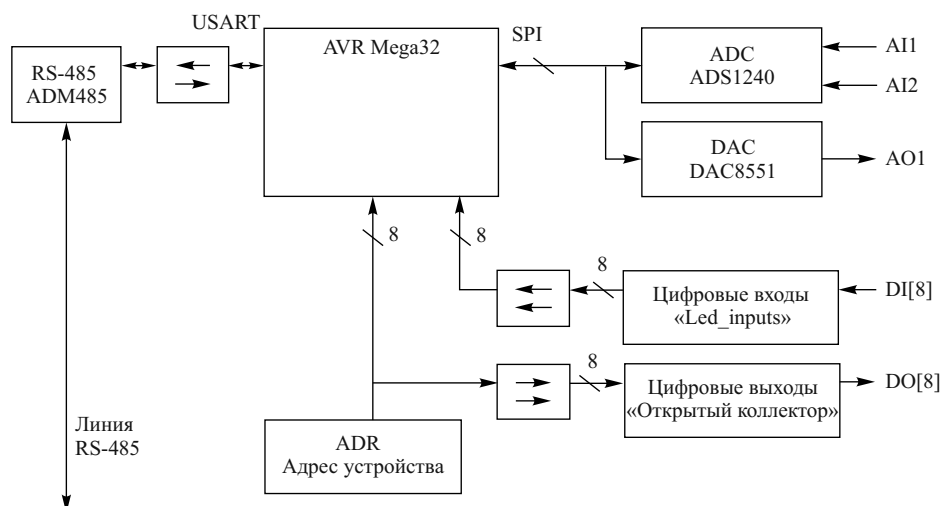 USART
RS-485
ADM485
AVR Mega32
SPI
ADC
ADS1240
AI1
AI2
DAC
DAC8551
AO1
8
8
8
Цифровые входы
«Led_inputs»
DI[8]
8
Цифровые выходы
«Открытый коллектор»
DO[8]
Линия
RS-485
ADR
Адрес устройства